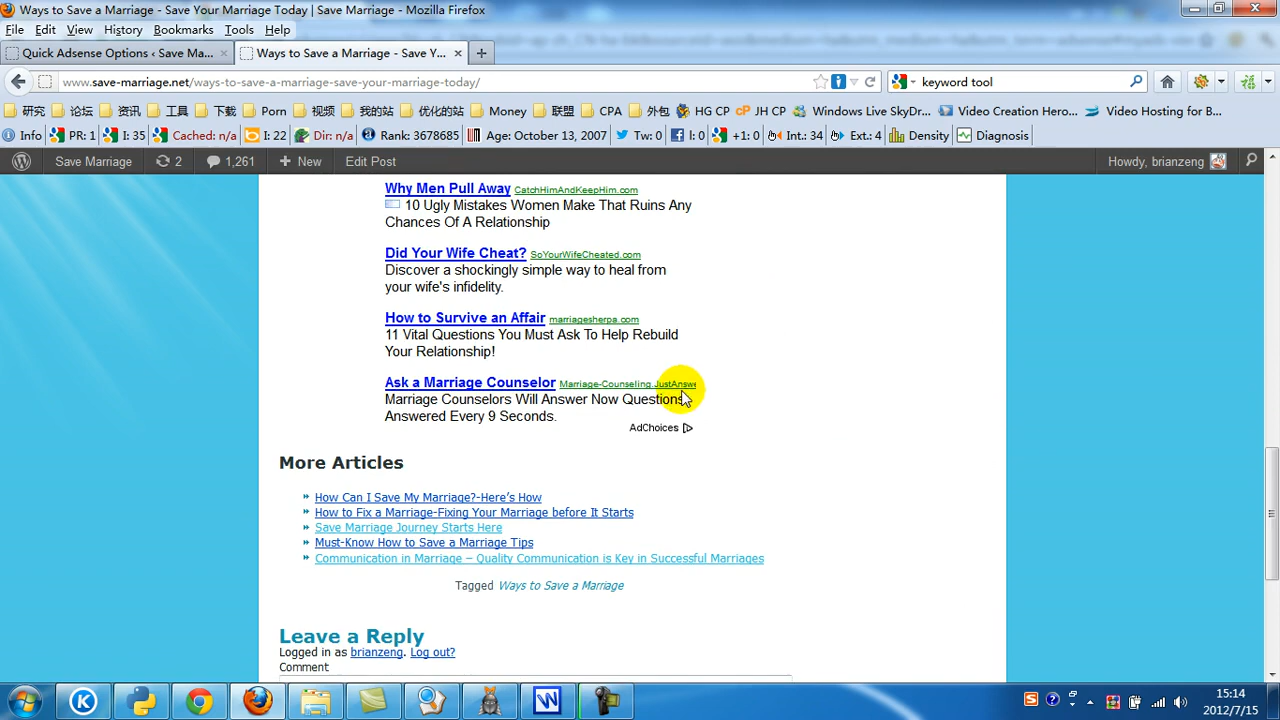 Ways to Save a Marriage - Save Your Marriage Today | Save Marriage - Mozilla Firefox
File Edit View History Bookmarks Tools Help
Quick Adsense Options ‹ Save Ma... × Ways to Save a Marriage - Save Y... × +
www.save-marriage.net/ways-to-save-a-marriage-save-your-marriage-today/ keyword tool
研究 论坛 资讯 工具 下载 Porn 视频 我的站 优化的站 Money 联盟 CPA 外包 HG CP JH CP Windows Live SkyDr... Video Creation Hero... Video Hosting for B...
Info PR: 1 I: 35 Cached: n/a I: 22 Dir: n/a Rank: 3678685 Age: October 13, 2007 Tw: 0 I: 0 +1: 0 Int.: 34 Ext.: 4 Density Diagnosis
Save Marriage 2 1,261 + New Edit Post Howdy, brianzeng
Why Men Pull Away CatchHimAndKeepHim.com
10 Ugly Mistakes Women Make That Ruins Any
Chances Of A Relationship
Did Your Wife Cheat? SoYourWifeCheated.com
Discover a shockingly simple way to heal from
your wife's infidelity.
How to Survive an Affair marriagesherpa.com
11 Vital Questions You Must Ask To Help Rebuild
Your Relationship!
Ask a Marriage Counselor Marriage-Counseling.JustAnswe
Marriage Counselors Will Answer Now Questions
Answered Every 9 Seconds.
AdChoices
More Articles
How Can I Save My Marriage?-Here's How
How to Fix a Marriage-Fixing Your Marriage before It Starts
Save Marriage Journey Starts Here
Must-Know How to Save a Marriage Tips
Communication in Marriage – Quality Communication is Key in Successful Marriages
Tagged Ways to Save a Marriage
Leave a Reply
Logged in as brianzeng. Log out?
Comment
15:14
2012/7/15